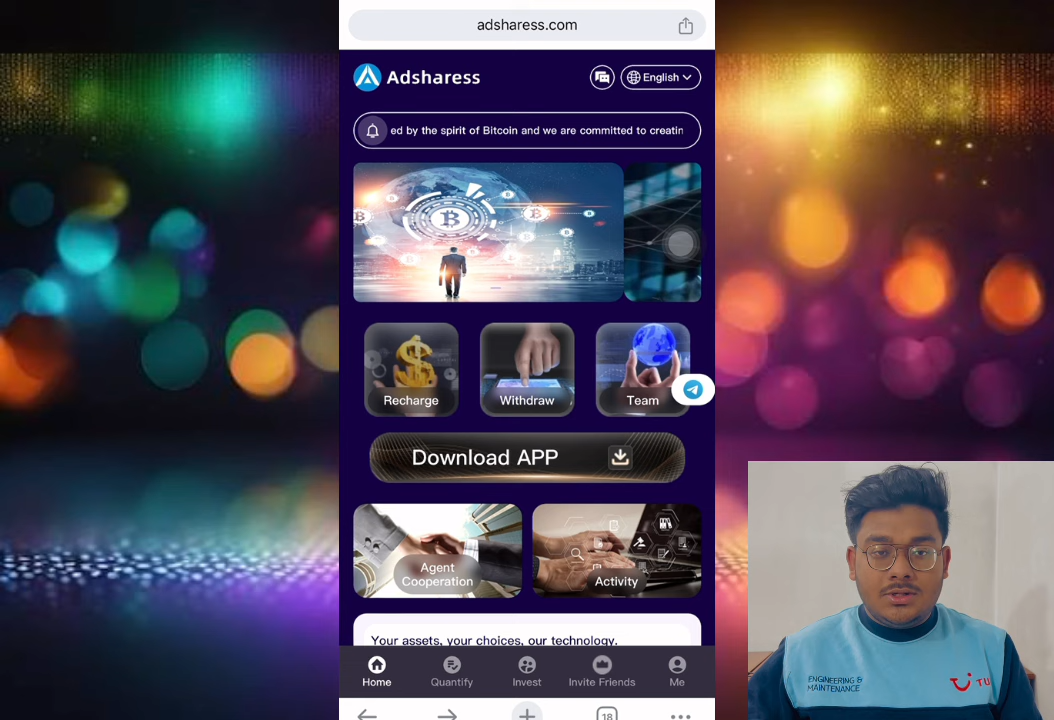 adsharess.com
Adsharess
English
ed by the spirit of Bitcoin and we are committed to creatin
Recharge
Withdraw
Team
Download APP
Agent
Cooperation
Activity
Your assets, your choices, our technology.
Home
Quantify
Invest
Invite Friends
Me
18
ENGINEERING &
MAINTENANCE
TU